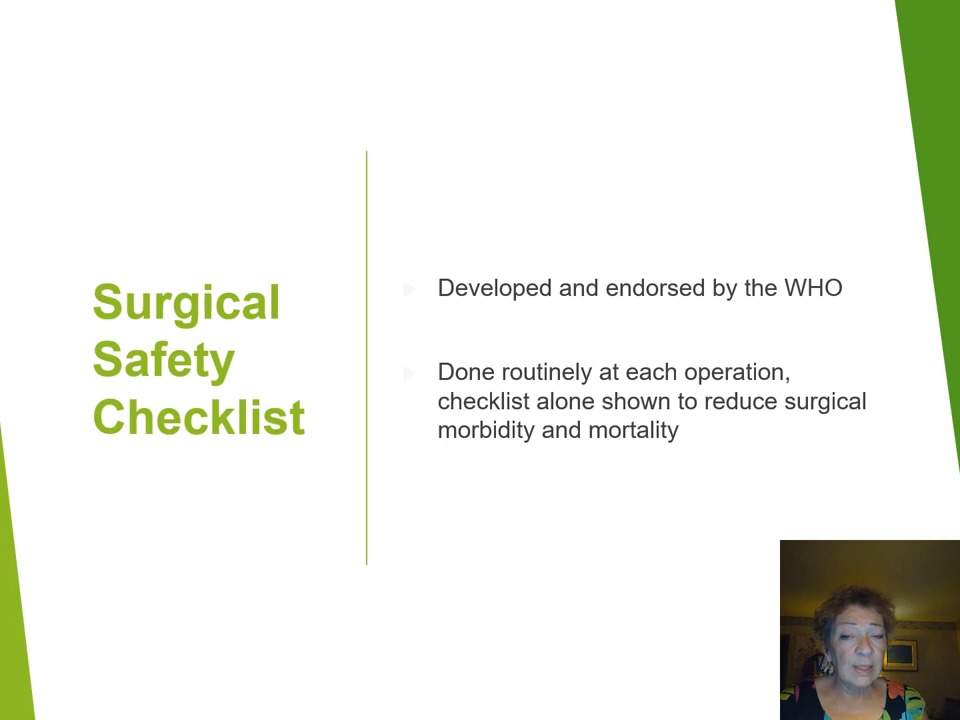 Surgical
Safety
Checklist
Developed and endorsed by the WHO
Done routinely at each operation,
checklist alone shown to reduce surgical
morbidity and mortality